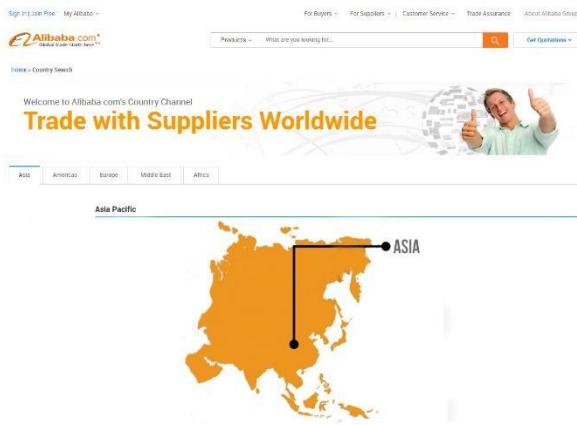 Sign In | Join Free My Alibaba
For Buyers For Suppliers | Customer Service Trade Assurance About Alibaba Group
Alibaba.com
Global trade starts here.™
Products What are you looking for...
Get Quotations
Home > Country Search
Welcome to Alibaba.com's Country Channel
Trade with Suppliers Worldwide
Asia Americas Europe Middle East Africa
Asia Pacific
ASIA